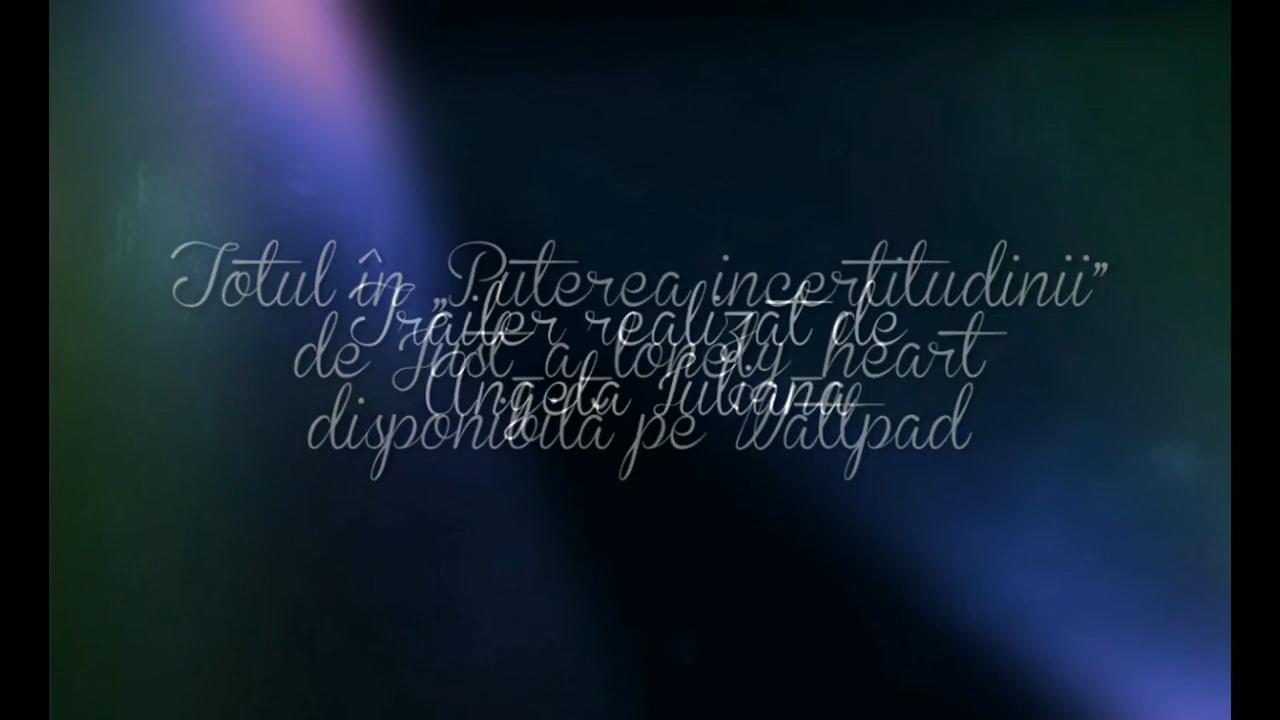 Totul în „Puterea incertitudinii”
de Just_a_lonely_heart
disponibilă pe Wattpad
Trailer realizat de
Angela Iuliana